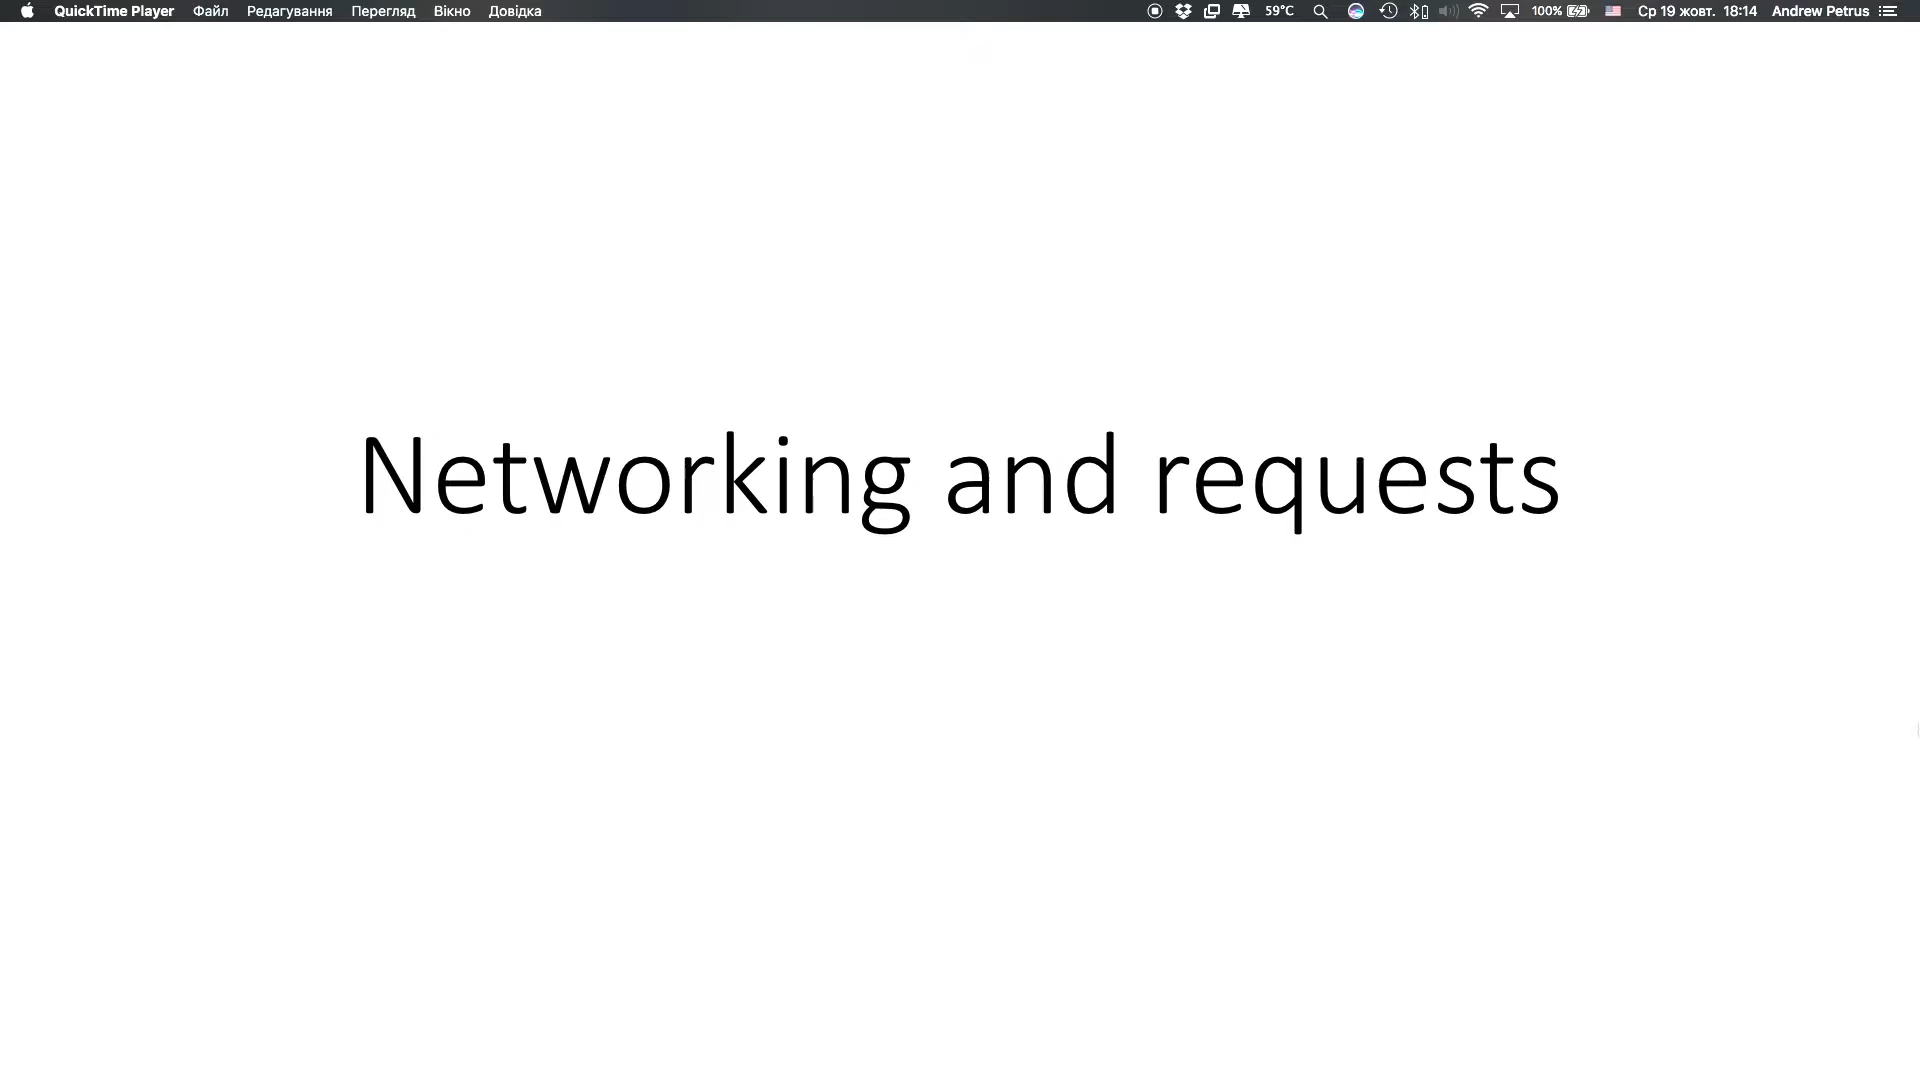 QuickTime Player Файл Редагування Перегляд Вікно Довідка 59°C 100% Ср 19 жовт. 18:14 Andrew Petrus
Networking and requests